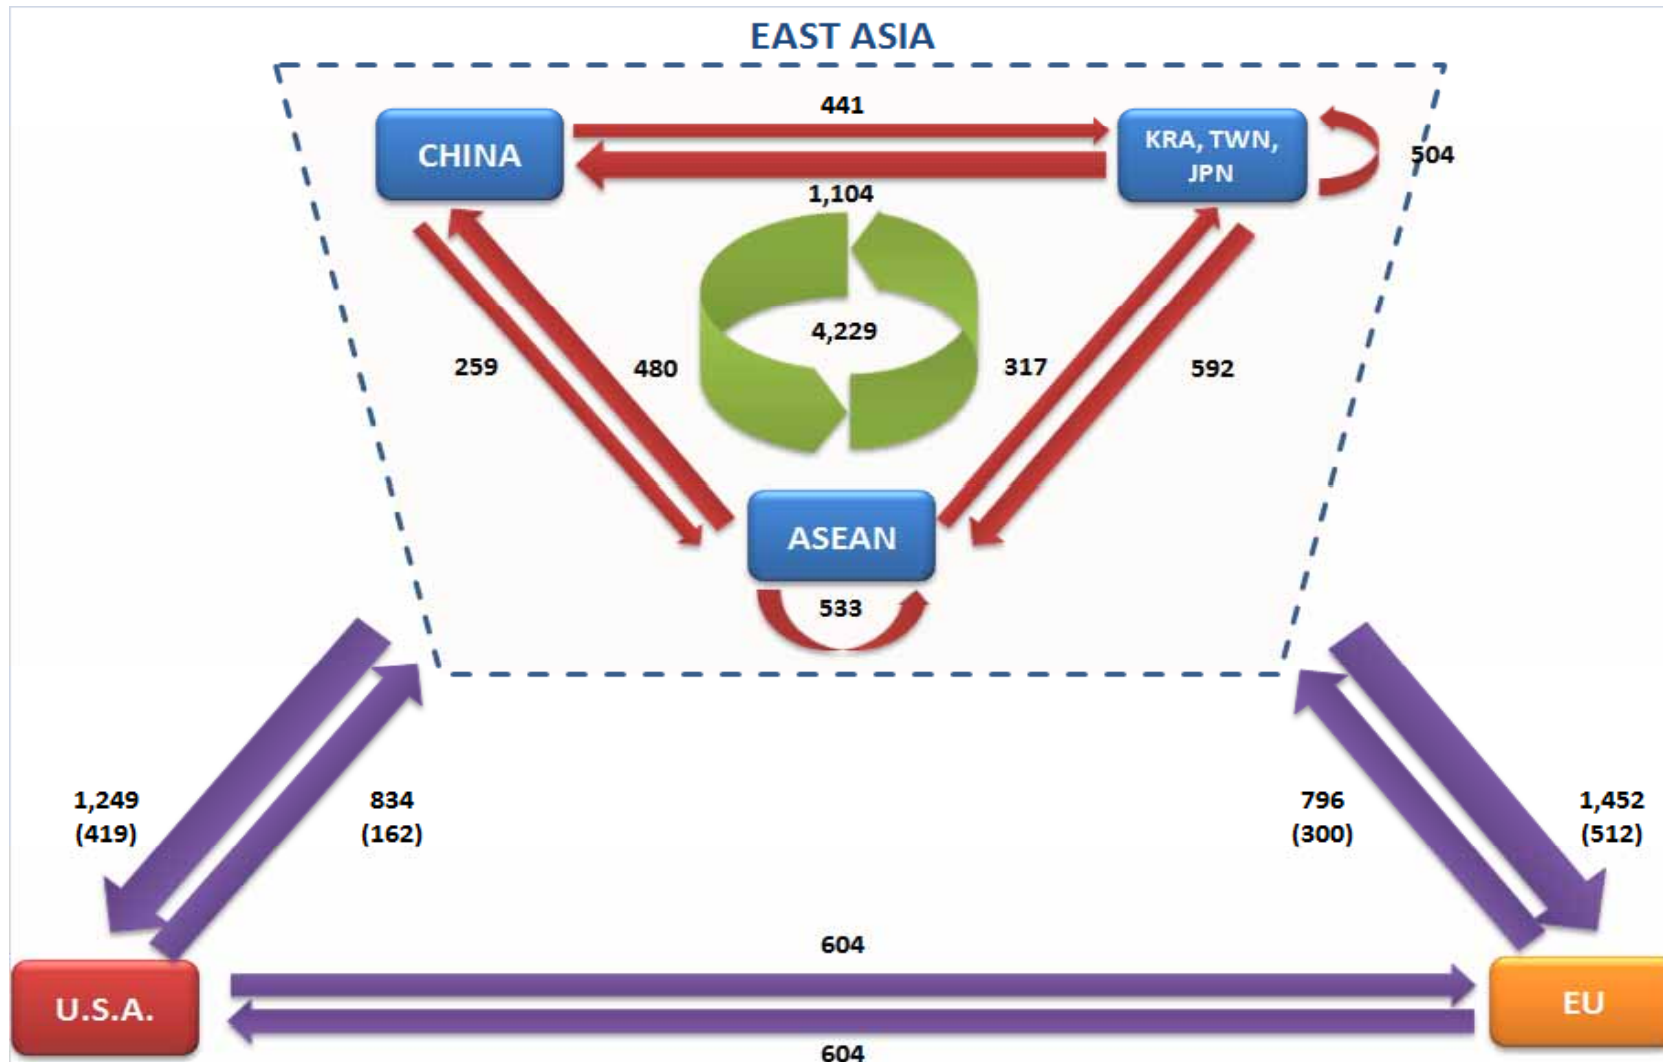 EAST ASIA
441
CHINA
KRA, TWN,
JPN
504
1,104
4,229
259
480
317
592
ASEAN
533
1,249
(419)
834
(162)
796
(300)
1,452
(512)
604
U.S.A.
EU
604